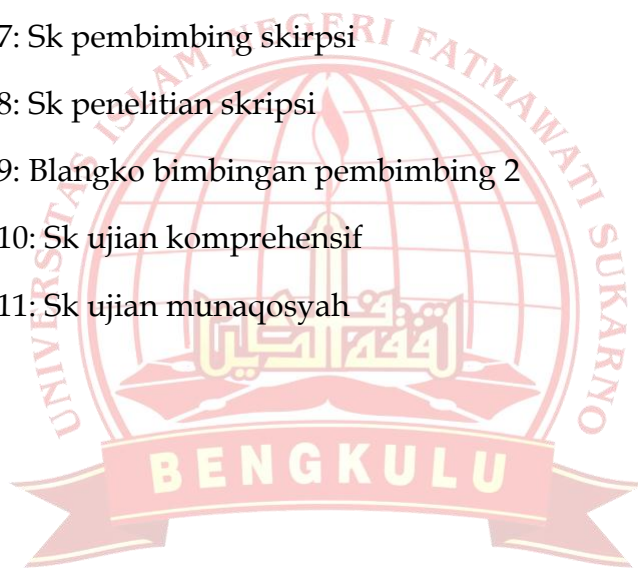 7: Sk pembimbing skirpsi
8: Sk penelitian skripsi
9: Blangko bimbingan pembimbing 2
10: Sk ujian komprehensif
11: Sk ujian munaqosyah
UNIVERSITAS ISLAM NEGERI FATMAWATI SUKARNO
BENGKULU